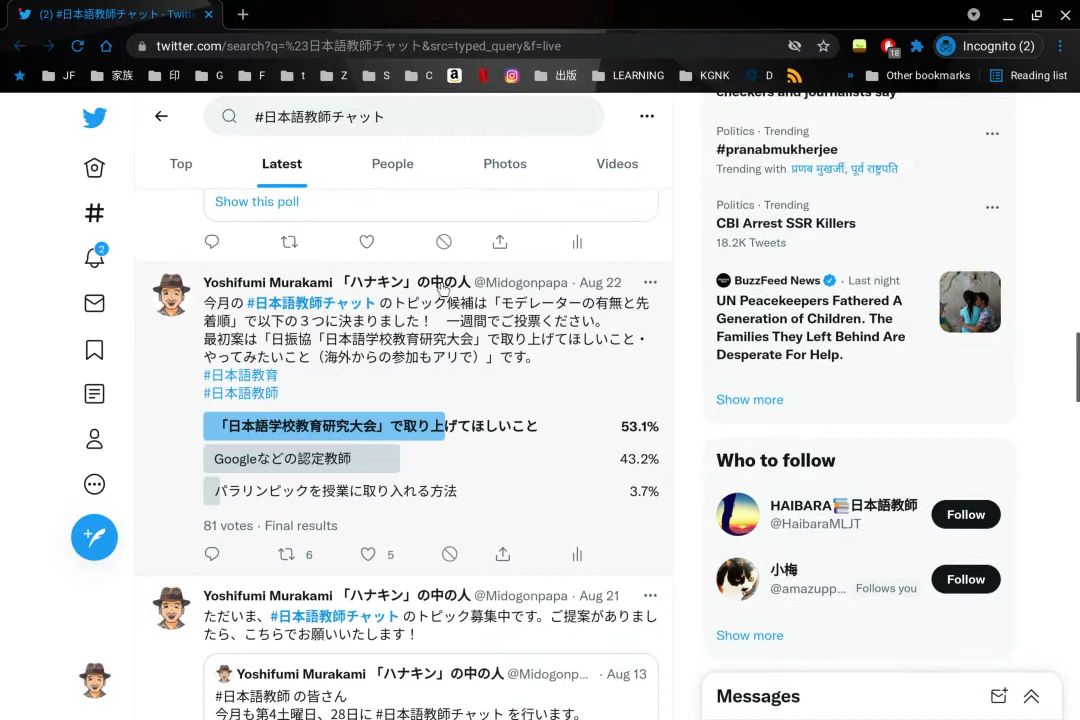 (2) #日本語教師チャット - Twitt
twitter.com/search?q=%23日本語教師チャット&src=typed_query&f=live
18
Incognito (2)
JF
家族
印
G
F
t
Z
S
C
a
出版
LEARNING
KGNK
D
»
Other bookmarks
Reading list
#日本語教師チャット
Top
Latest
People
Photos
Videos
2
Show this poll
Yoshifumi Murakami 「ハナキン」の中の人 @Midogonpapa · Aug 22
今月の #日本語教師チャット のトピック候補は「モデレーターの有無と先
着順」で以下の３つに決まりました！　一週間でご投票ください。
最初案は「日振協「日本語学校教育研究大会」で取り上げてほしいこと・
やってみたいこと（海外からの参加もアリで）」です。
#日本語教育
#日本語教師
「日本語学校教育研究大会」で取り上げてほしいこと 53.1%
Googleなどの認定教師 43.2%
パラリンピックを授業に取り入れる方法 3.7%
81 votes · Final results
6
5
Yoshifumi Murakami 「ハナキン」の中の人 @Midogonpapa · Aug 21
ただいま、#日本語教師チャット のトピック募集中です。ご提案がありまし
たら、こちらでお願いいたします！
Yoshifumi Murakami 「ハナキン」の中の人 @Midogonp... · Aug 13
#日本語教師 の皆さん
今月も第4土曜日、28日に #日本語教師チャット を行います。
checkers and journalists say
Politics · Trending
#pranabmukherjee
Trending with प्रणब मुखर्जी, पूर्व राष्ट्रपति
Politics · Trending
CBI Arrest SSR Killers
18.2K Tweets
BuzzFeed News · Last night
UN Peacekeepers Fathered A
Generation of Children. The
Families They Left Behind Are
Desperate For Help.
Show more
Who to follow
HAIBARA📚日本語教師
@HaibaraMLJT
Follow
小梅
@amazupp... Follows you
Follow
Show more
Messages